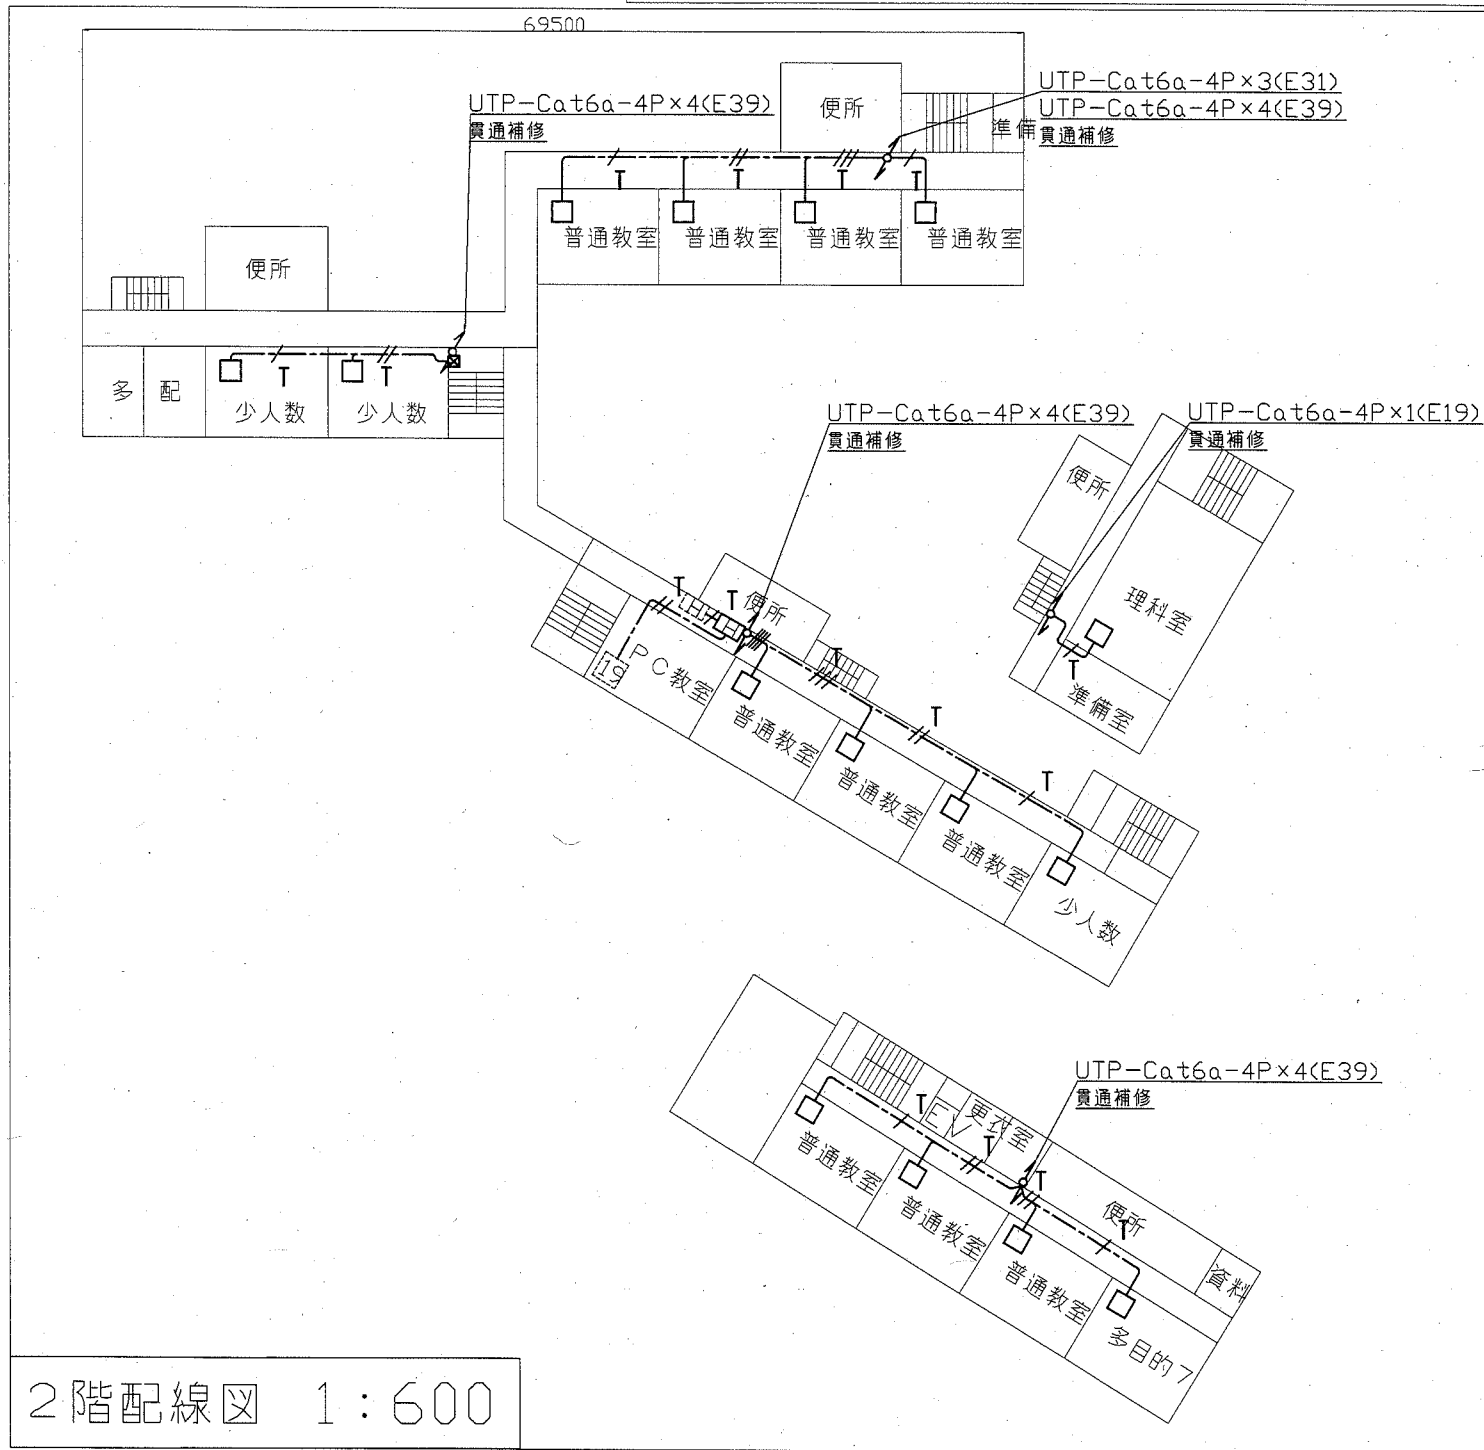 69500
UTP-Cat6a-4P×4(E39)
貫通補修
UTP-Cat6a-4P×3(E31)
UTP-Cat6a-4P×4(E39)
貫通補修
便所
準備
T
T
T
T
普通教室
普通教室
普通教室
普通教室
便所
多
配
T
T
少人数
少人数
UTP-Cat6a-4P×4(E39)
貫通補修
UTP-Cat6a-4P×1(E19)
貫通補修
便所
理科室
T
準備室
T
T
便所
H
H
19
PC教室
T
普通教室
T
普通教室
T
普通教室
少人数
UTP-Cat6a-4P×4(E39)
貫通補修
T
EV
更衣室
T
T
便所
T
資料
普通教室
普通教室
普通教室
多目的7
2階配線図 1:600